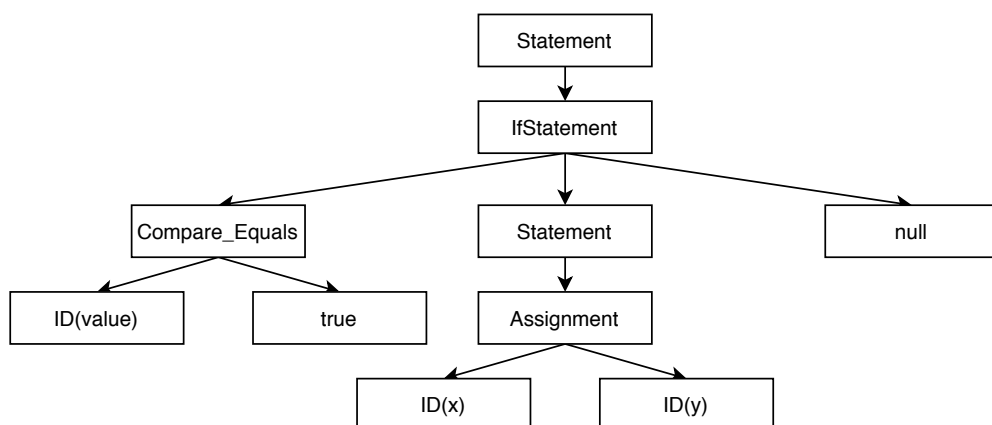 Statement
IfStatement
Compare_Equals
Statement
null
ID(value)
true
Assignment
ID(x)
ID(y)